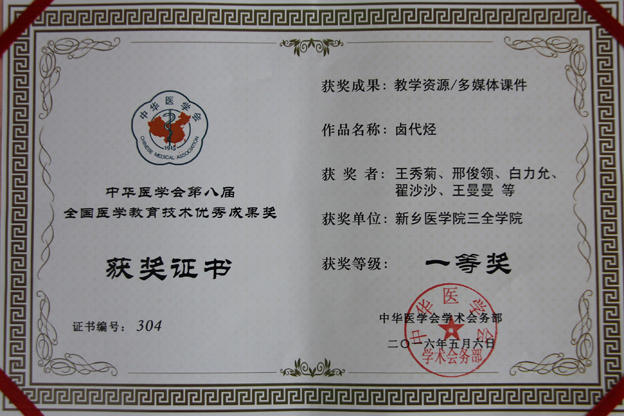 中华医学会
1915
CHINESE MEDICAL ASSOCIATION
中华医学会第八届
全国医学教育技术优秀成果奖
获奖证书
证书编号：304
获奖成果：教学资源/多媒体课件
作品名称：卤代烃
获 奖 者：王秀菊、邢俊领、白力允、
翟沙沙、王曼曼 等
获奖单位：新乡医学院三全学院
获奖等级：一等奖
中华医学会学术会务部
二〇一六年五月六日
中华医学会
学术会务部